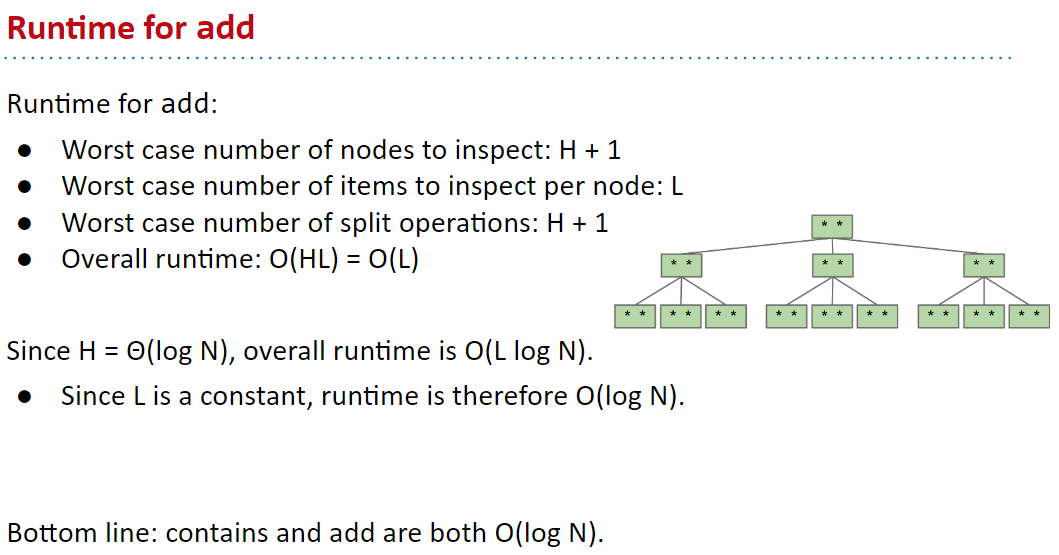 Runtime for add
Runtime for add:
● Worst case number of nodes to inspect: H + 1
● Worst case number of items to inspect per node: L
● Worst case number of split operations: H + 1
● Overall runtime: O(HL) = O(L)
* *
* * * * * *
* * * * * * * * * * * * * * * * * *
Since H = Θ(log N), overall runtime is O(L log N).
● Since L is a constant, runtime is therefore O(log N).
Bottom line: contains and add are both O(log N).